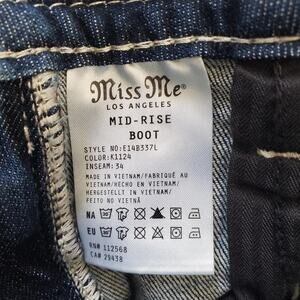 Miss Me®
LOS ANGELES
MID-RISE
BOOT
STYLE NO:E14B337L
COLOR:K1124
INSEAM: 34
MADE IN VIETNAM/FABRIQUÉ AU
VIETNAM/HECHO EN VIETNAM/
HERGESTELLT IN VIETNAM/
FEITO NO VIETNÃ
NA
EU
RN# 112568
CA# 29438